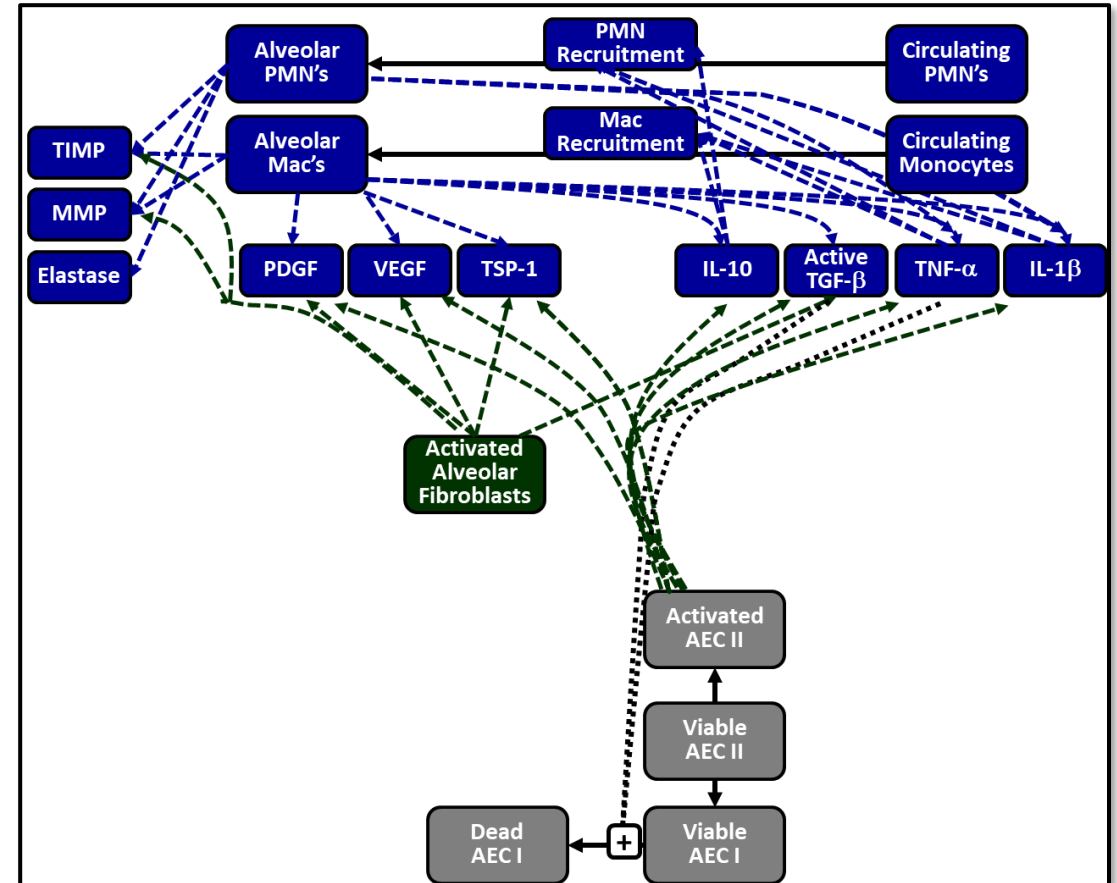 PMN
Recruitment
Alveolar
PMN's
Circulating
PMN's
Mac
Recruitment
Alveolar
Mac's
Circulating
Monocytes
TIMP
MMP
Elastase
PDGF
VEGF
TSP-1
IL-10
Active
TGF-β
TNF-α
IL-1β
Activated
Alveolar
Fibroblasts
Activated
AEC II
Viable
AEC II
Dead
AEC I
+
Viable
AEC I